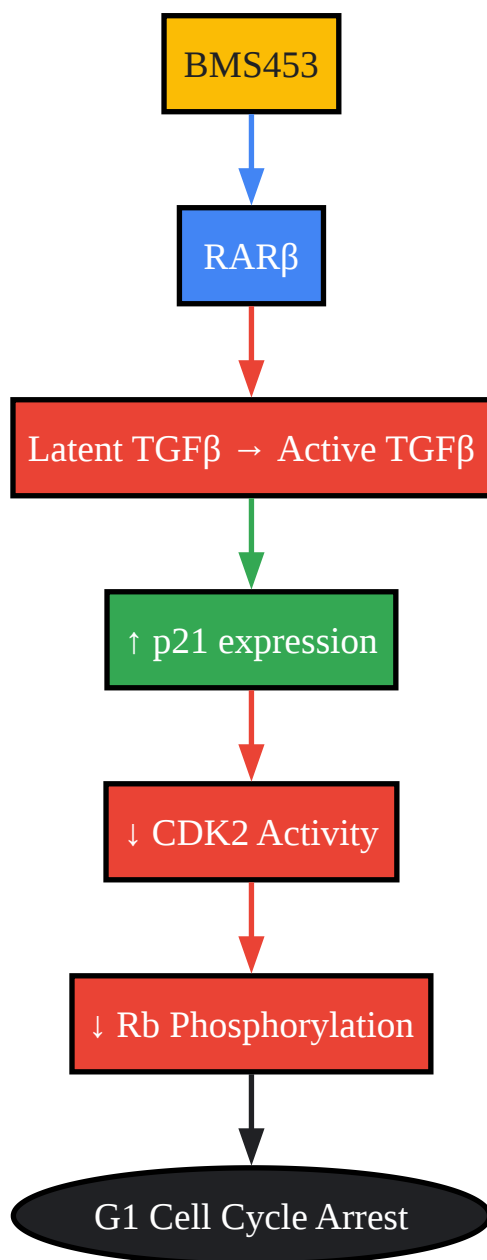 BMS453
RARβ
Latent TGFβ → Active TGFβ
↑ p21 expression
↓ CDK2 Activity
↓ Rb Phosphorylation
G1 Cell Cycle Arrest